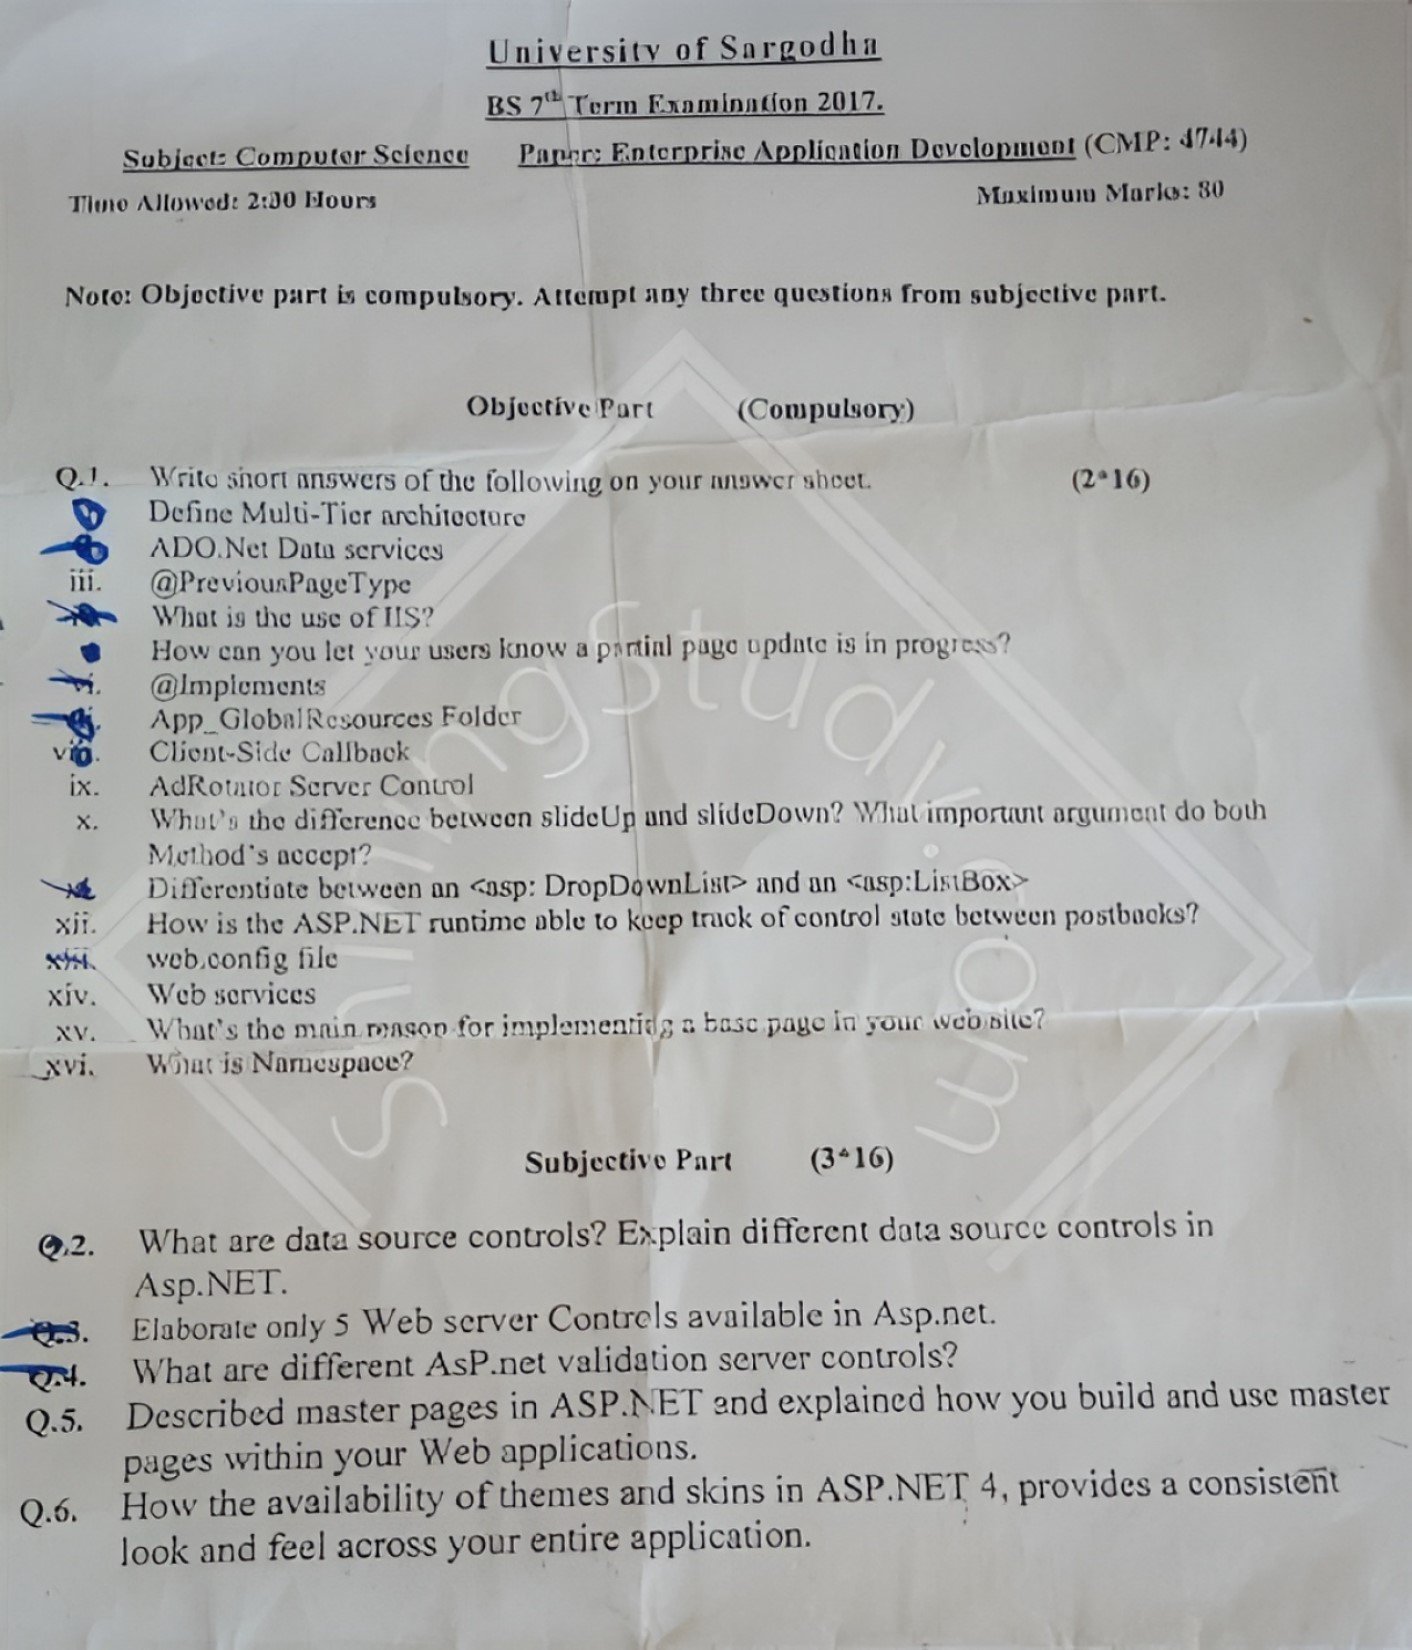 University of Sargodha
BS 7th Term Examination 2017.
Subject: Computer Science Paper: Enterprise Application Development (CMP: 4744)
Time Allowed: 2:30 Hours Maximum Marks: 80
Note: Objective part is compulsory. Attempt any three questions from subjective part.
Objective Part (Compulsory)
Q.1. Write short answers of the following on your answer sheet. (2*16)
Define Multi-Tier architecture
ADO.Net Data services
iii. @PreviousPageType
What is the use of IIS?
How can you let your users know a partial page update is in progress?
vi. @Implements
App_GlobalResources Folder
viii. Client-Side Callback
ix. AdRotator Server Control
x. What's the difference between slideUp and slideDown? What important argument do both
Method's accept?
Differentiate between an <asp: DropDownList> and an <asp:ListBox>
xii. How is the ASP.NET runtime able to keep track of control state between postbacks?
xiii. web.config file
xiv. Web services
xv. What's the main reason for implementing a base page in your web site?
xvi. What is Namespace?
Subjective Part (3*16)
Q.2. What are data source controls? Explain different data source controls in
Asp.NET.
Q.3. Elaborate only 5 Web server Controls available in Asp.net.
Q.4. What are different AsP.net validation server controls?
Q.5. Described master pages in ASP.NET and explained how you build and use master
pages within your Web applications.
Q.6. How the availability of themes and skins in ASP.NET 4, provides a consistent
look and feel across your entire application.
ShiningStudy.com